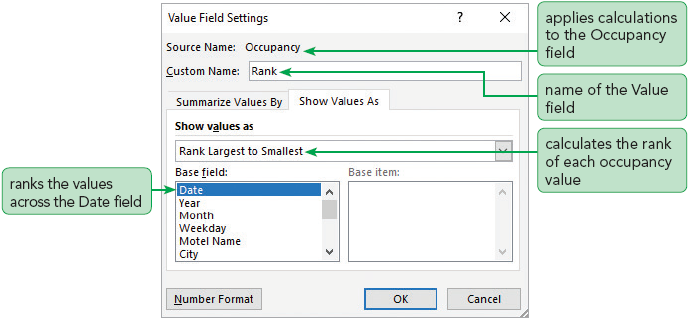 Value Field Settings
?
Source Name: Occupancy
Custom Name: Rank
Summarize Values By
Show Values As
Show values as
Rank Largest to Smallest
Base field:
Base item:
Date
Year
Month
Weekday
Motel Name
City
Number Format
OK
Cancel
applies calculations
to the Occupancy
field
name of the Value
field
calculates the rank
of each occupancy
value
ranks the values
across the Date field